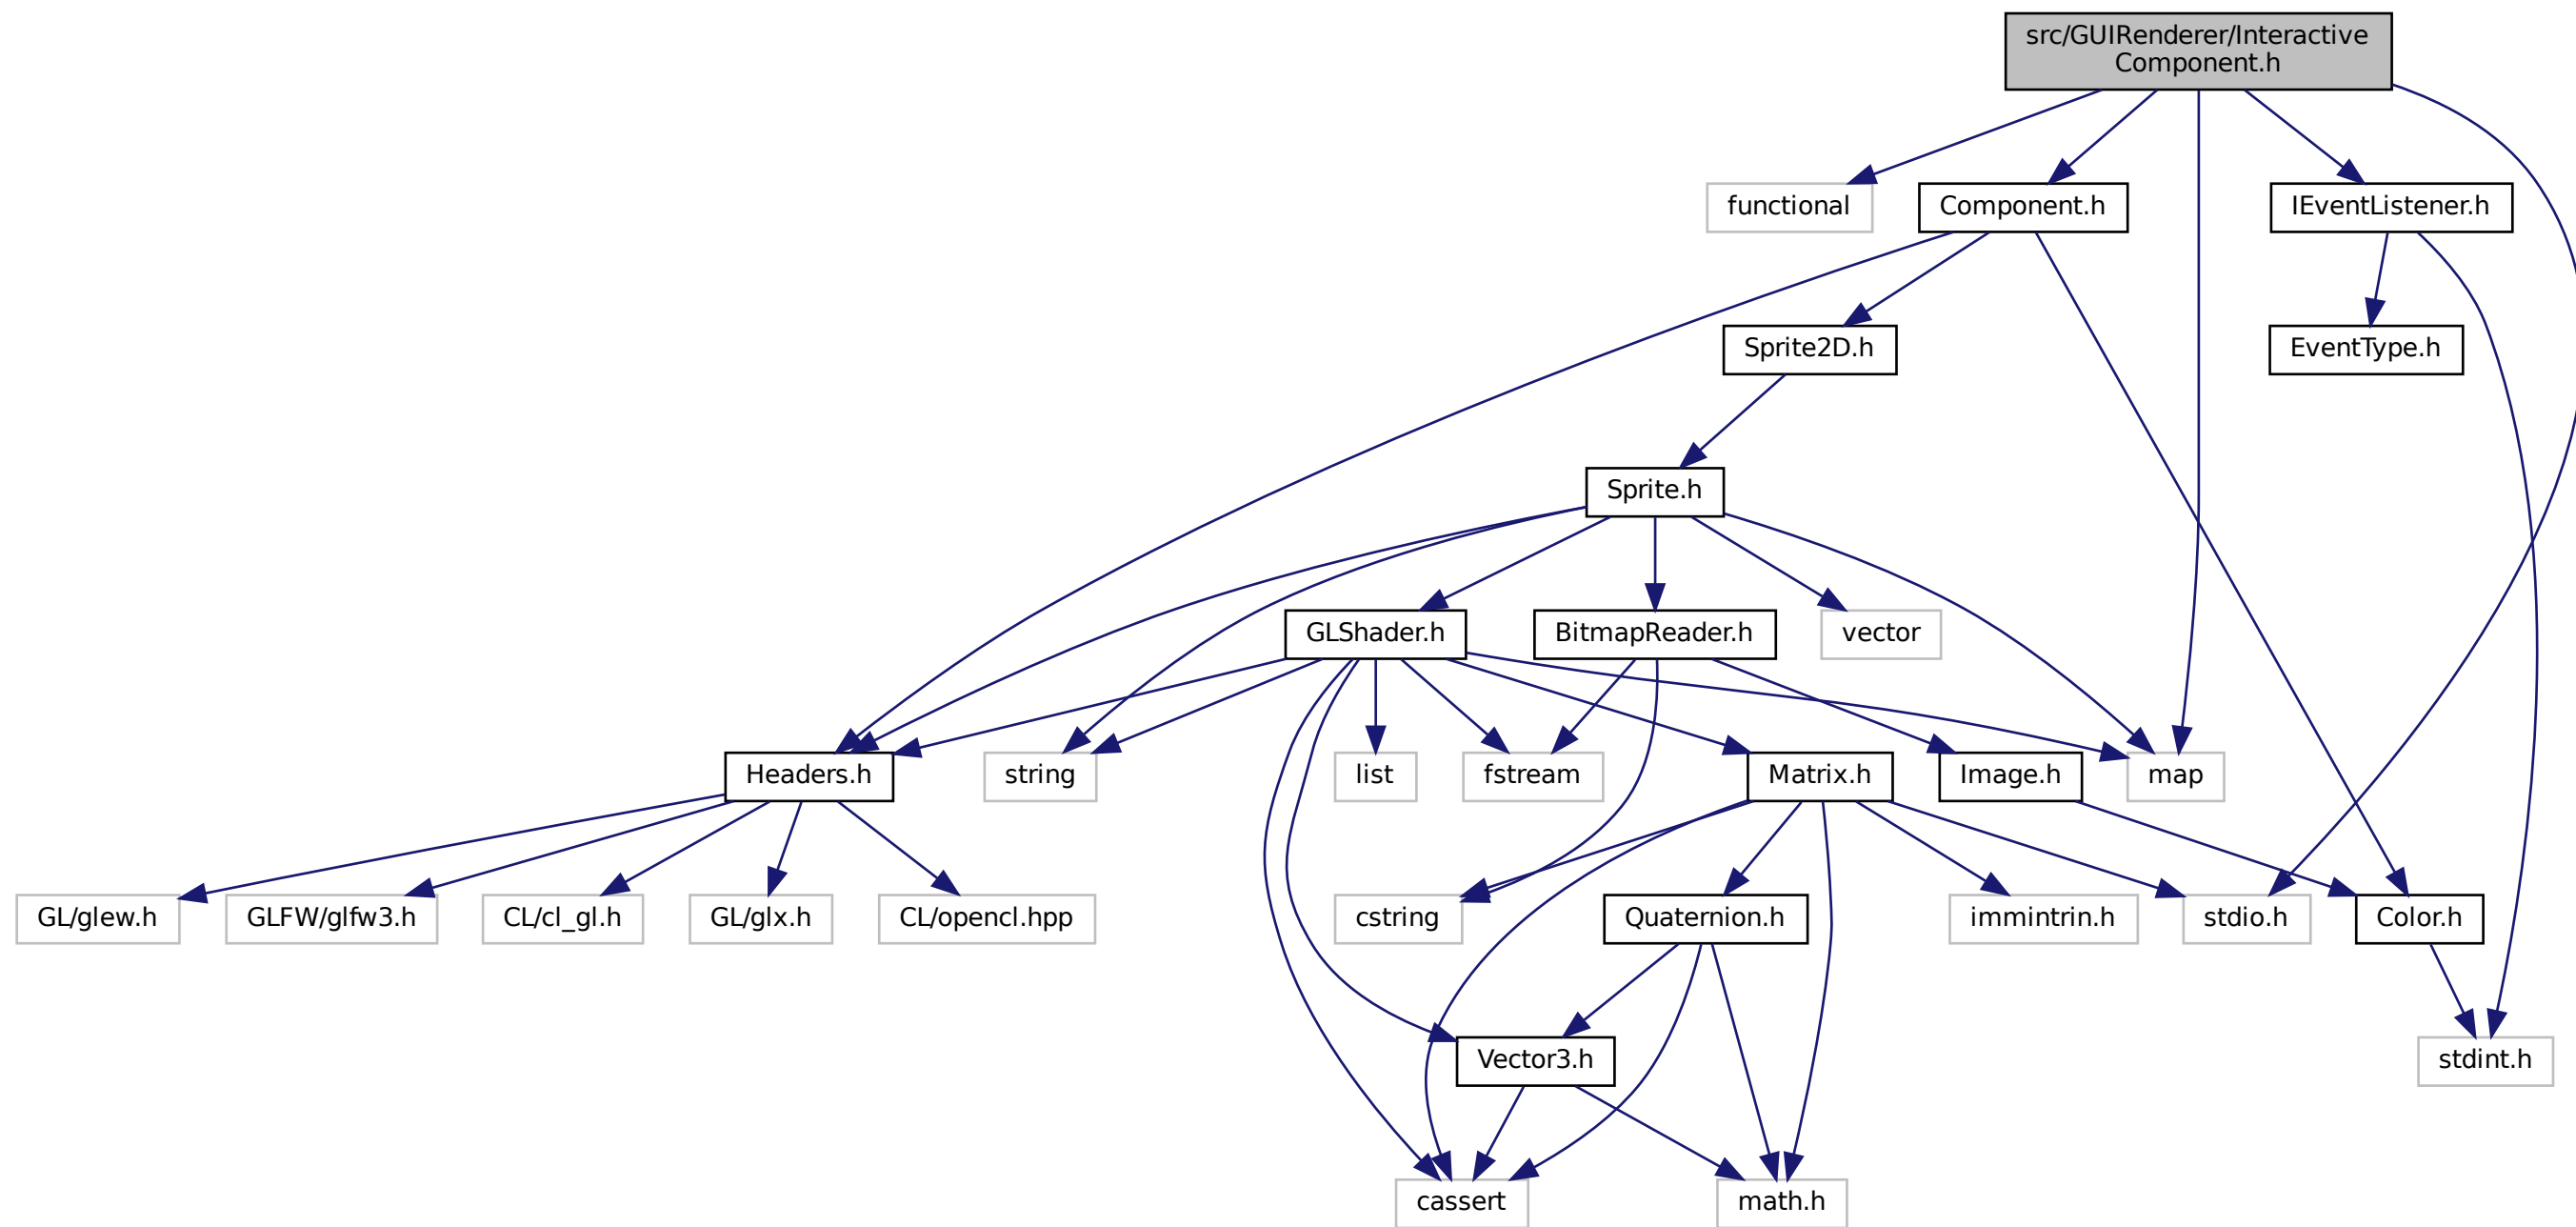 src/GUIRenderer/Interactive
Component.h
functional
Component.h
IEventListener.h
Sprite2D.h
EventType.h
Sprite.h
GLShader.h
BitmapReader.h
vector
Headers.h
string
list
fstream
Matrix.h
Image.h
map
GL/glew.h
GLFW/glfw3.h
CL/cl_gl.h
GL/glx.h
CL/opencl.hpp
cstring
Quaternion.h
immintrin.h
stdio.h
Color.h
Vector3.h
stdint.h
cassert
math.h